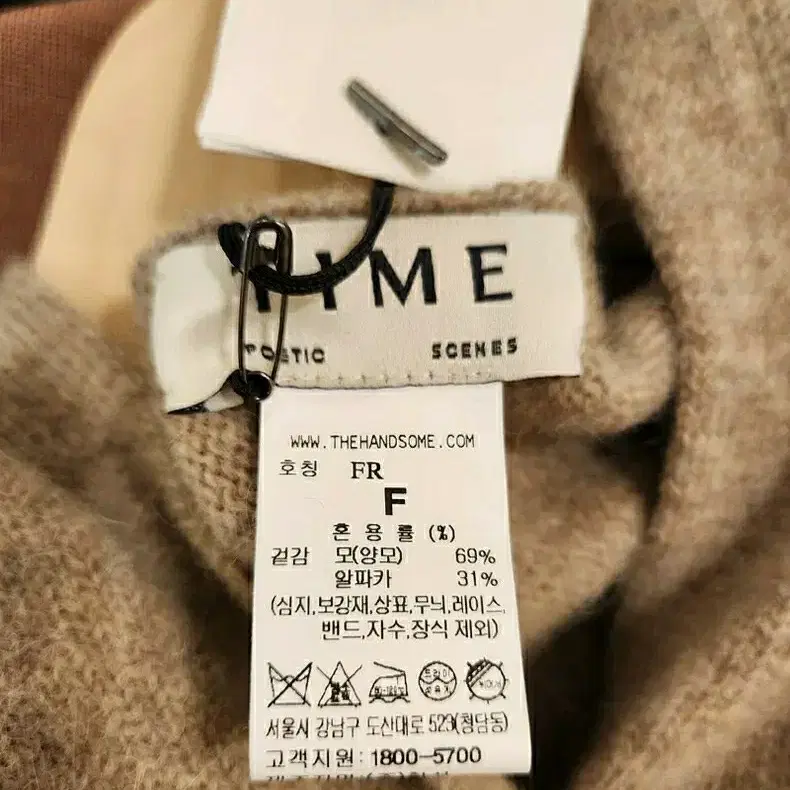 TIME
POETIC SCENES
WWW.THEHANDSOME.COM
호칭 FR
F
혼용률 (%)
겉감 모(양모) 69%
알파카 31%
(심지,보강재,상표,무늬,레이스,
밴드,자수,장식 제외)
서울시 강남구 도산대로 523(청담동)
고객지원 : 1800-5700